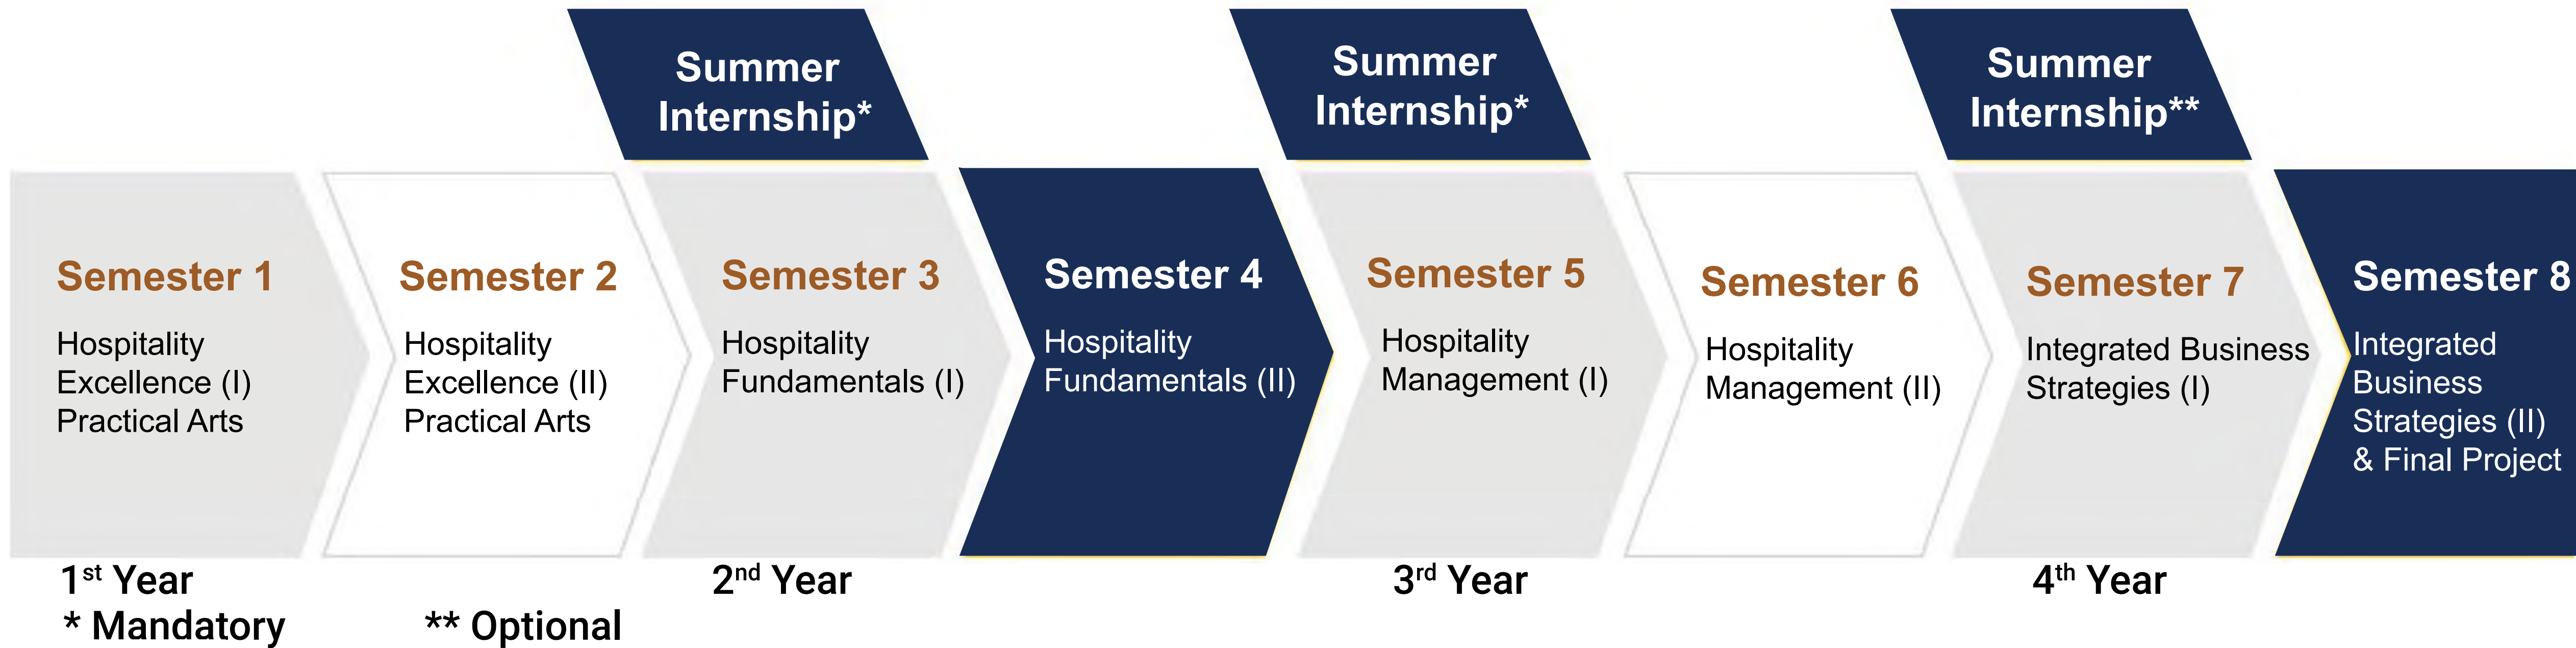 Summer
Internship*
Summer
Internship*
Summer
Internship**
Semester 1
Hospitality
Excellence (I)
Practical Arts
Semester 2
Hospitality
Excellence (II)
Practical Arts
Semester 3
Hospitality
Fundamentals (I)
Semester 4
Hospitality
Fundamentals (II)
Semester 5
Hospitality
Management (I)
Semester 6
Hospitality
Management (II)
Semester 7
Integrated Business
Strategies (I)
Semester 8
Integrated
Business
Strategies (II)
& Final Project
1st Year
2nd Year
3rd Year
4th Year
* Mandatory
** Optional